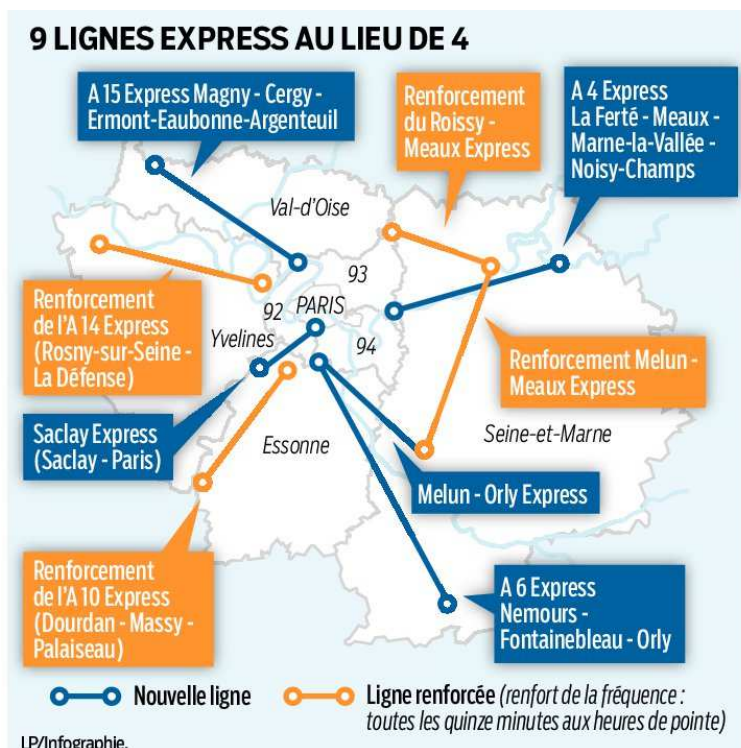 9 LIGNES EXPRESS AU LIEU DE 4
A 15 Express Magny - Cergy -
Ermont-Eaubonne-Argenteuil
Renforcement
du Roissy -
Meaux Express
A 4 Express
La Ferté - Meaux -
Marne-la-Vallée -
Noisy-Champs
Val-d'Oise
93
92
PARIS
94
Yvelines
Renforcement
de l'A 14 Express
(Rosny-sur-Seine -
La Défense)
Renforcement Melun -
Meaux Express
Saclay Express
(Saclay - Paris)
Essonne
Seine-et-Marne
Melun - Orly Express
Renforcement
de l'A 10 Express
(Dourdan - Massy -
Palaiseau)
A 6 Express
Nemours -
Fontainebleau - Orly
Nouvelle ligne
Ligne renforcée (renfort de la fréquence :
toutes les quinze minutes aux heures de pointe)
LP/Infographie.